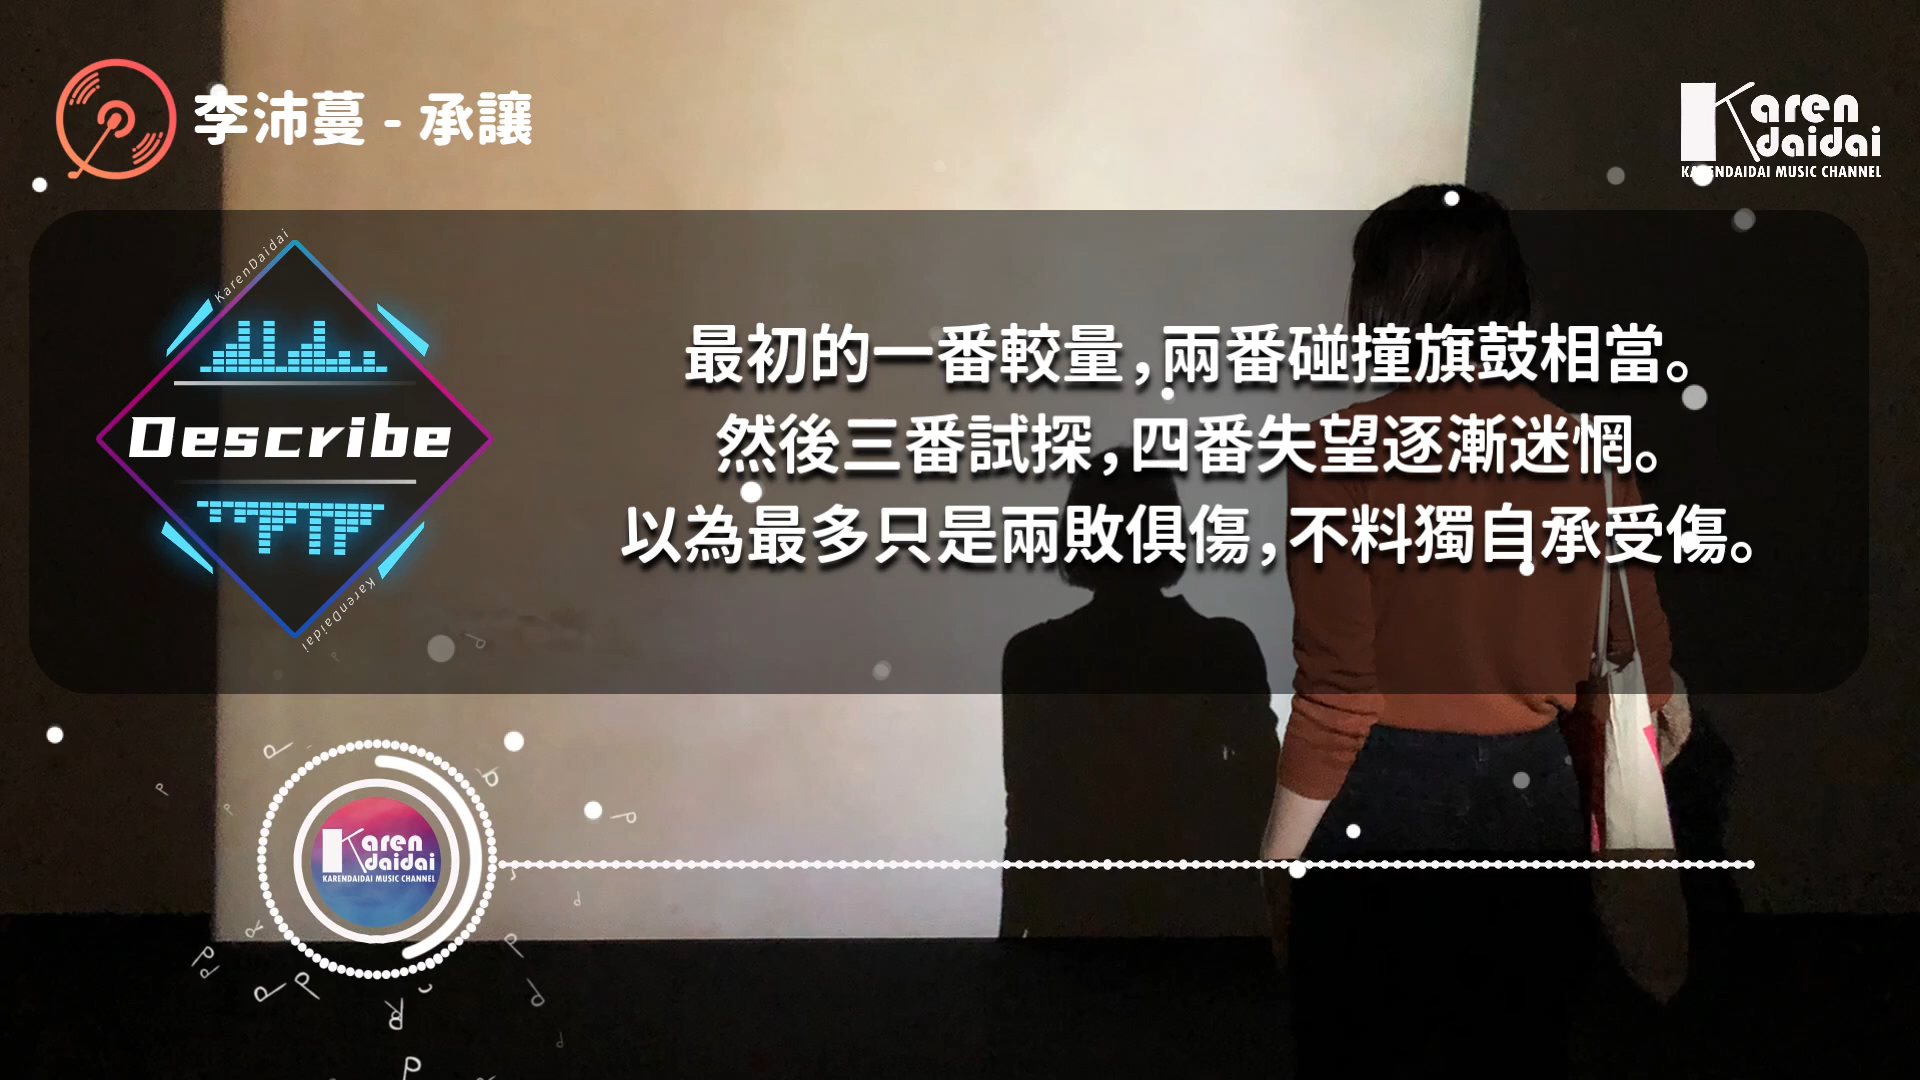 李沛蔓 - 承讓
Karen
daidai
KARENDAIDAI MUSIC CHANNEL
KarenDaidai
Describe
KarenDaidai
最初的一番較量,兩番碰撞旗鼓相當。
然後三番試探,四番失望逐漸迷惘。
以為最多只是兩敗俱傷,不料獨自承受傷。
Karen
daidai
KARENDAIDAI MUSIC CHANNEL